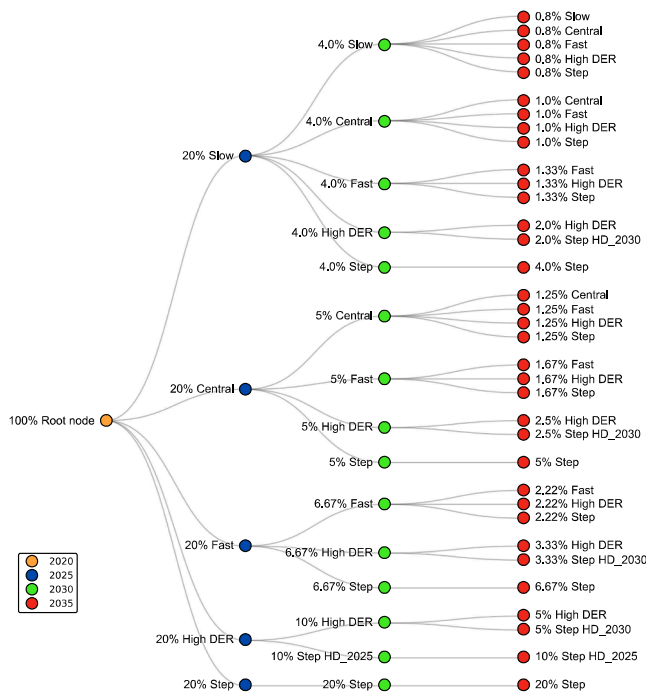 0.8% Slow
0.8% Central
4.0% Slow
0.8% Fast
0.8% High DER
0.8% Step
1.0% Central
1.0% Fast
4.0% Central
1.0% High DER
1.0% Step
20% Slow
1.33% Fast
4.0% Fast
1.33% High DER
1.33% Step
2.0% High DER
4.0% High DER
2.0% Step HD_2030
4.0% Step
4.0% Step
1.25% Central
1.25% Fast
5% Central
1.25% High DER
1.25% Step
1.67% Fast
5% Fast
1.67% High DER
20% Central
1.67% Step
100% Root node
2.5% High DER
5% High DER
2.5% Step HD_2030
5% Step
5% Step
2.22% Fast
6.67% Fast
2.22% High DER
2.22% Step
20% Fast
3.33% High DER
6.67% High DER
3.33% Step HD_2030
6.67% Step
6.67% Step
5% High DER
10% High DER
5% Step HD_2030
20% High DER
10% Step HD_2025
10% Step HD_2025
20% Step
20% Step
20% Step
2020
2025
2030
2035